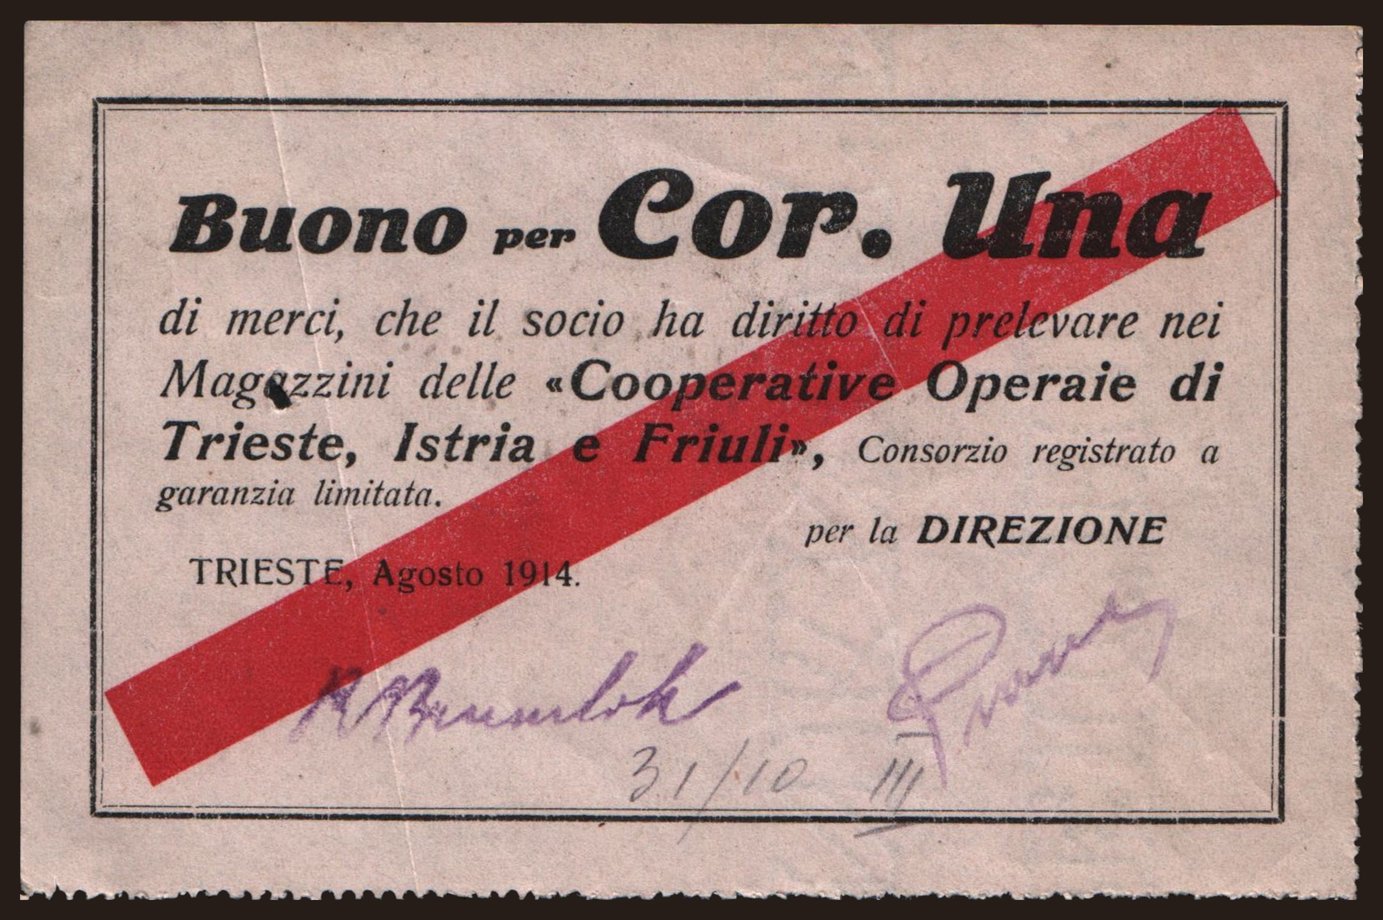 Buono per Cor. Una
di merci, che il socio ha diritto di prelevare nei
Magazzini delle «Cooperative Operaie di
Trieste, Istria e Friuli», Consorzio registrato a
garanzia limitata.
per la DIREZIONE
TRIESTE, Agosto 1914.
31/10 III